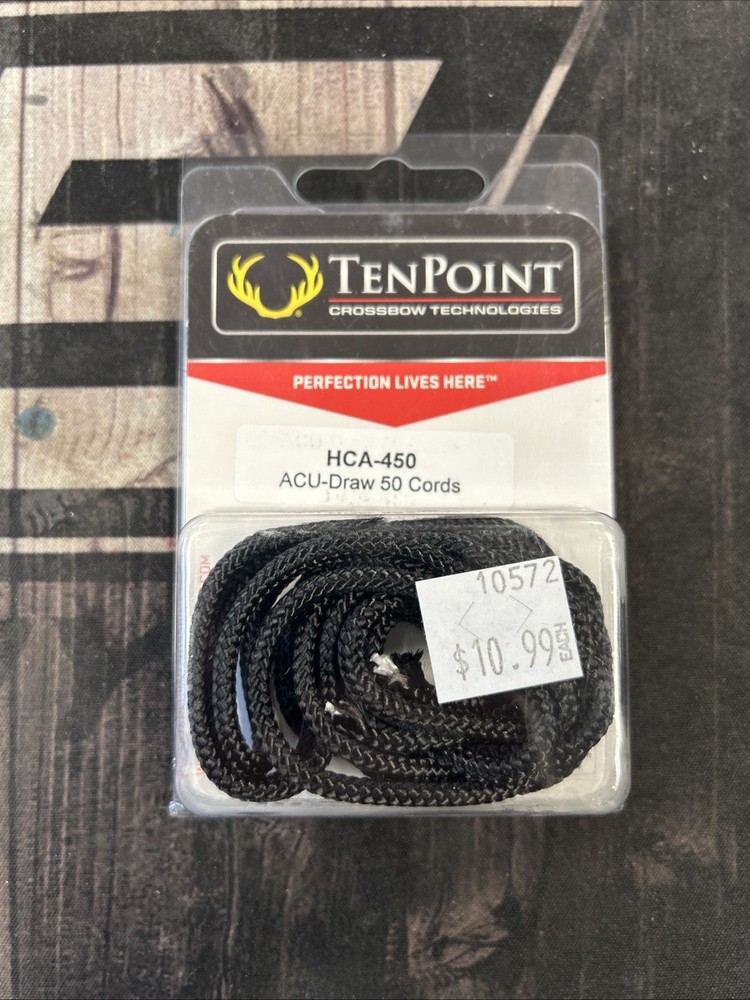 TENPOINT
CROSSBOW TECHNOLOGIES
PERFECTION LIVES HERE™
HCA-450
ACU-Draw 50 Cords
10572
$10.99 EACH